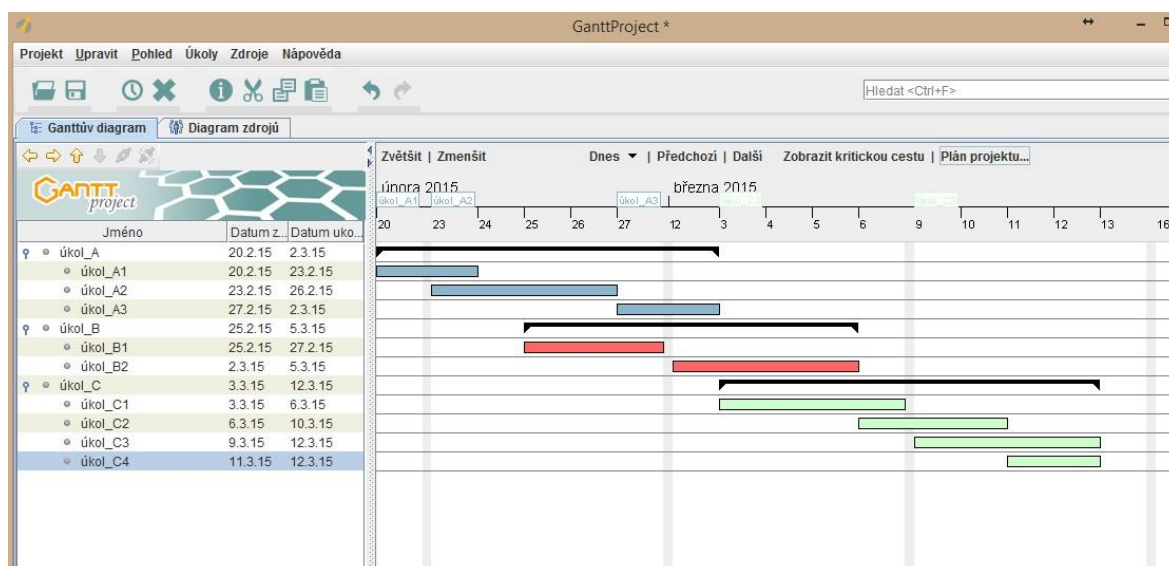 GanttProject *
Projekt Upravit Pohled Úkoly Zdroje Nápověda
Hledat <Ctrl+F>
Ganttův diagram Diagram zdrojů
Zvětšit | Zmenšit Dnes | Předchozí | Další Zobrazit kritickou cestu | Plán projektu...
GANTT project
února 2015 března 2015
úkol_A1 úkol_A2 úkol_A3
20 23 24 25 26 27 12 3 4 5 6 9 10 11 12 13 16
Jméno Datum z... Datum uko...
úkol_A 20.2.15 2.3.15
úkol_A1 20.2.15 23.2.15
úkol_A2 23.2.15 26.2.15
úkol_A3 27.2.15 2.3.15
úkol_B 25.2.15 5.3.15
úkol_B1 25.2.15 27.2.15
úkol_B2 2.3.15 5.3.15
úkol_C 3.3.15 12.3.15
úkol_C1 3.3.15 6.3.15
úkol_C2 6.3.15 10.3.15
úkol_C3 9.3.15 12.3.15
úkol_C4 11.3.15 12.3.15